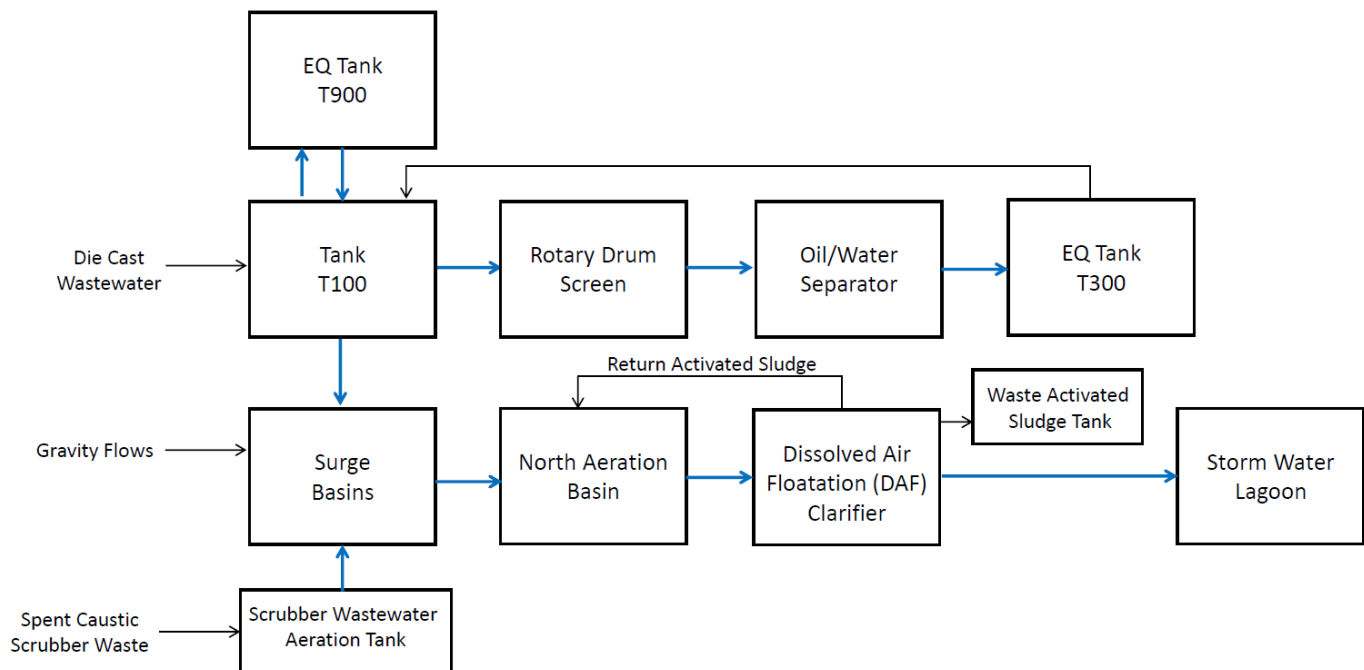 EQ Tank
T900
Die Cast
Wastewater
Tank
T100
Rotary Drum
Screen
Oil/Water
Separator
EQ Tank
T300
Return Activated Sludge
Waste Activated
Sludge Tank
Gravity Flows
Surge
Basins
North Aeration
Basin
Dissolved Air
Floatation (DAF)
Clarifier
Storm Water
Lagoon
Spent Caustic
Scrubber Waste
Scrubber Wastewater
Aeration Tank